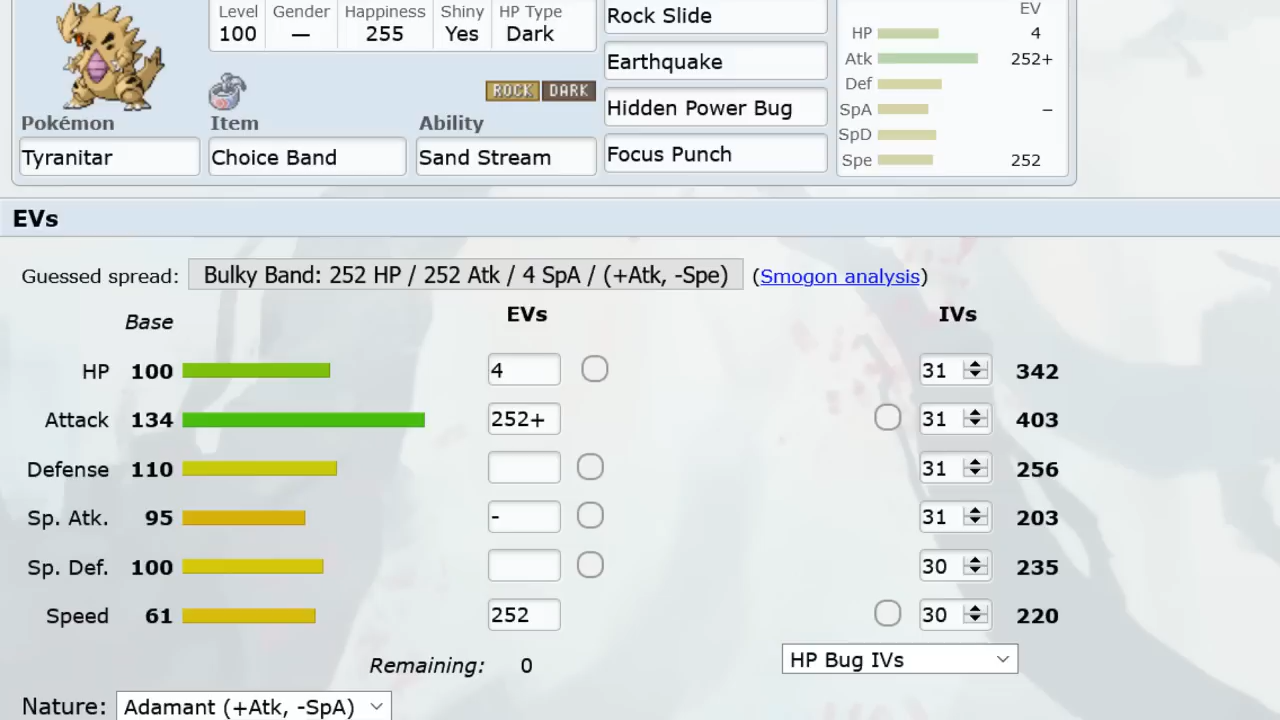 Level Gender Happiness Shiny HP Type
100 — 255 Yes Dark
ROCK DARK
Pokémon Item Ability
Tyranitar Choice Band Sand Stream
Rock Slide
Earthquake
Hidden Power Bug
Focus Punch
EV
HP 4
Atk 252+
Def
SpA –
SpD
Spe 252
EVs
Guessed spread: Bulky Band: 252 HP / 252 Atk / 4 SpA / (+Atk, -Spe) (Smogon analysis)
Base EVs IVs
HP 100 4 31 342
Attack 134 252+ 31 403
Defense 110 31 256
Sp. Atk. 95 - 31 203
Sp. Def. 100 30 235
Speed 61 252 30 220
Remaining: 0 HP Bug IVs
Nature: Adamant (+Atk, -SpA)